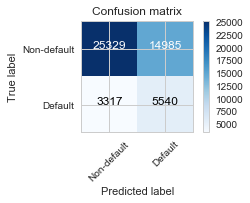 Confusion matrix
True label
Non-default
25329
14985
Default
3317
5540
Non-default
Default
Predicted label
25000
22500
20000
17500
15000
12500
10000
7500
5000